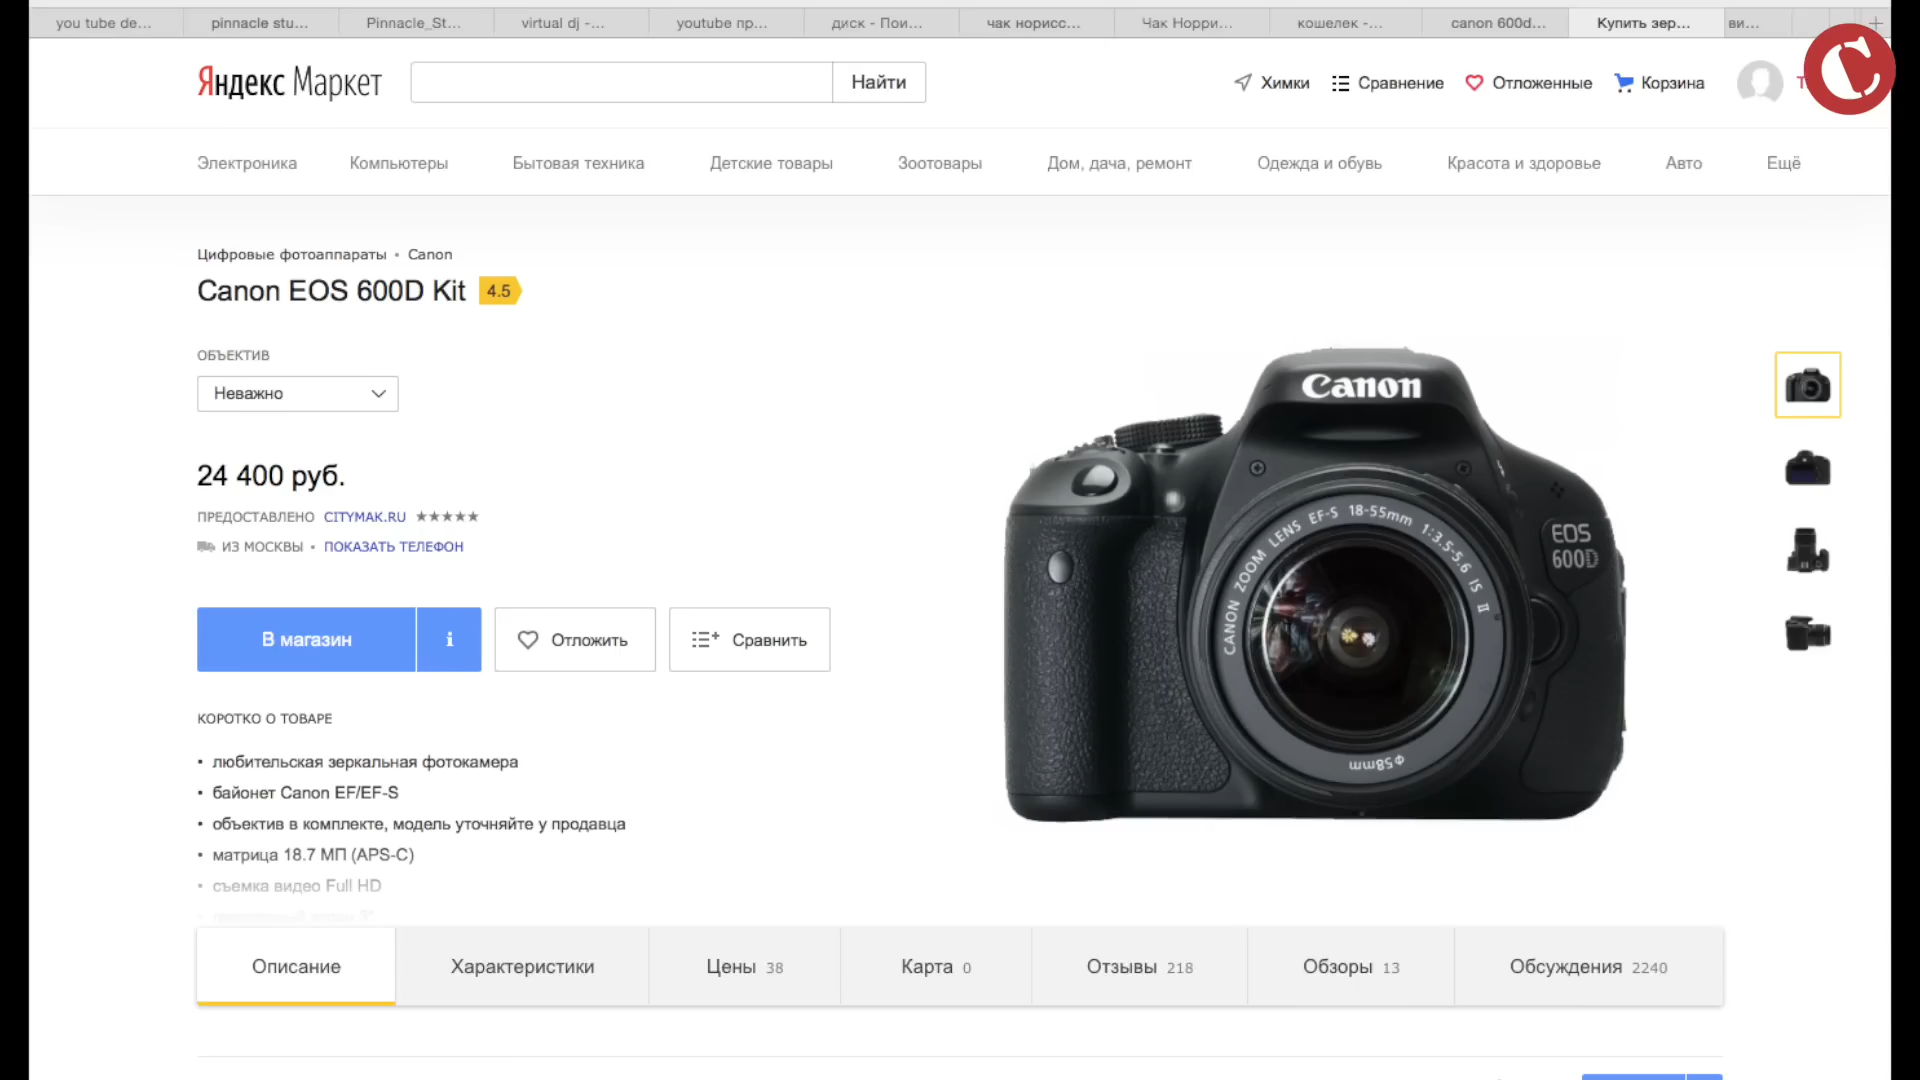 you tube de...
pinnacle stu...
Pinnacle_St...
virtual dj -...
youtube пр...
диск - Пои...
чак норисс...
Чак Норри...
кошелек -...
canon 600d...
Купить зер...
ви...
Яндекс Маркет
Найти
Химки
Сравнение
Отложенные
Корзина
Электроника
Компьютеры
Бытовая техника
Детские товары
Зоотовары
Дом, дача, ремонт
Одежда и обувь
Красота и здоровье
Авто
Ещё
Цифровые фотоаппараты • Canon
Canon EOS 600D Kit 4.5
ОБЪЕКТИВ
Неважно
24 400 руб.
ПРЕДОСТАВЛЕНО CITYMAK.RU ★★★★★
ИЗ МОСКВЫ • ПОКАЗАТЬ ТЕЛЕФОН
В магазин
i
Отложить
Сравнить
КОРОТКО О ТОВАРЕ
• любительская зеркальная фотокамера
• байонет Canon EF/EF-S
• объектив в комплекте, модель уточняйте у продавца
• матрица 18.7 МП (APS-C)
• съемка видео Full HD
Canon
EOS
600D
CANON ZOOM LENS EF-S 18-55mm 1:3.5-5.6 IS II
ϕ58mm
Описание
Характеристики
Цены 38
Карта 0
Отзывы 218
Обзоры 13
Обсуждения 2240